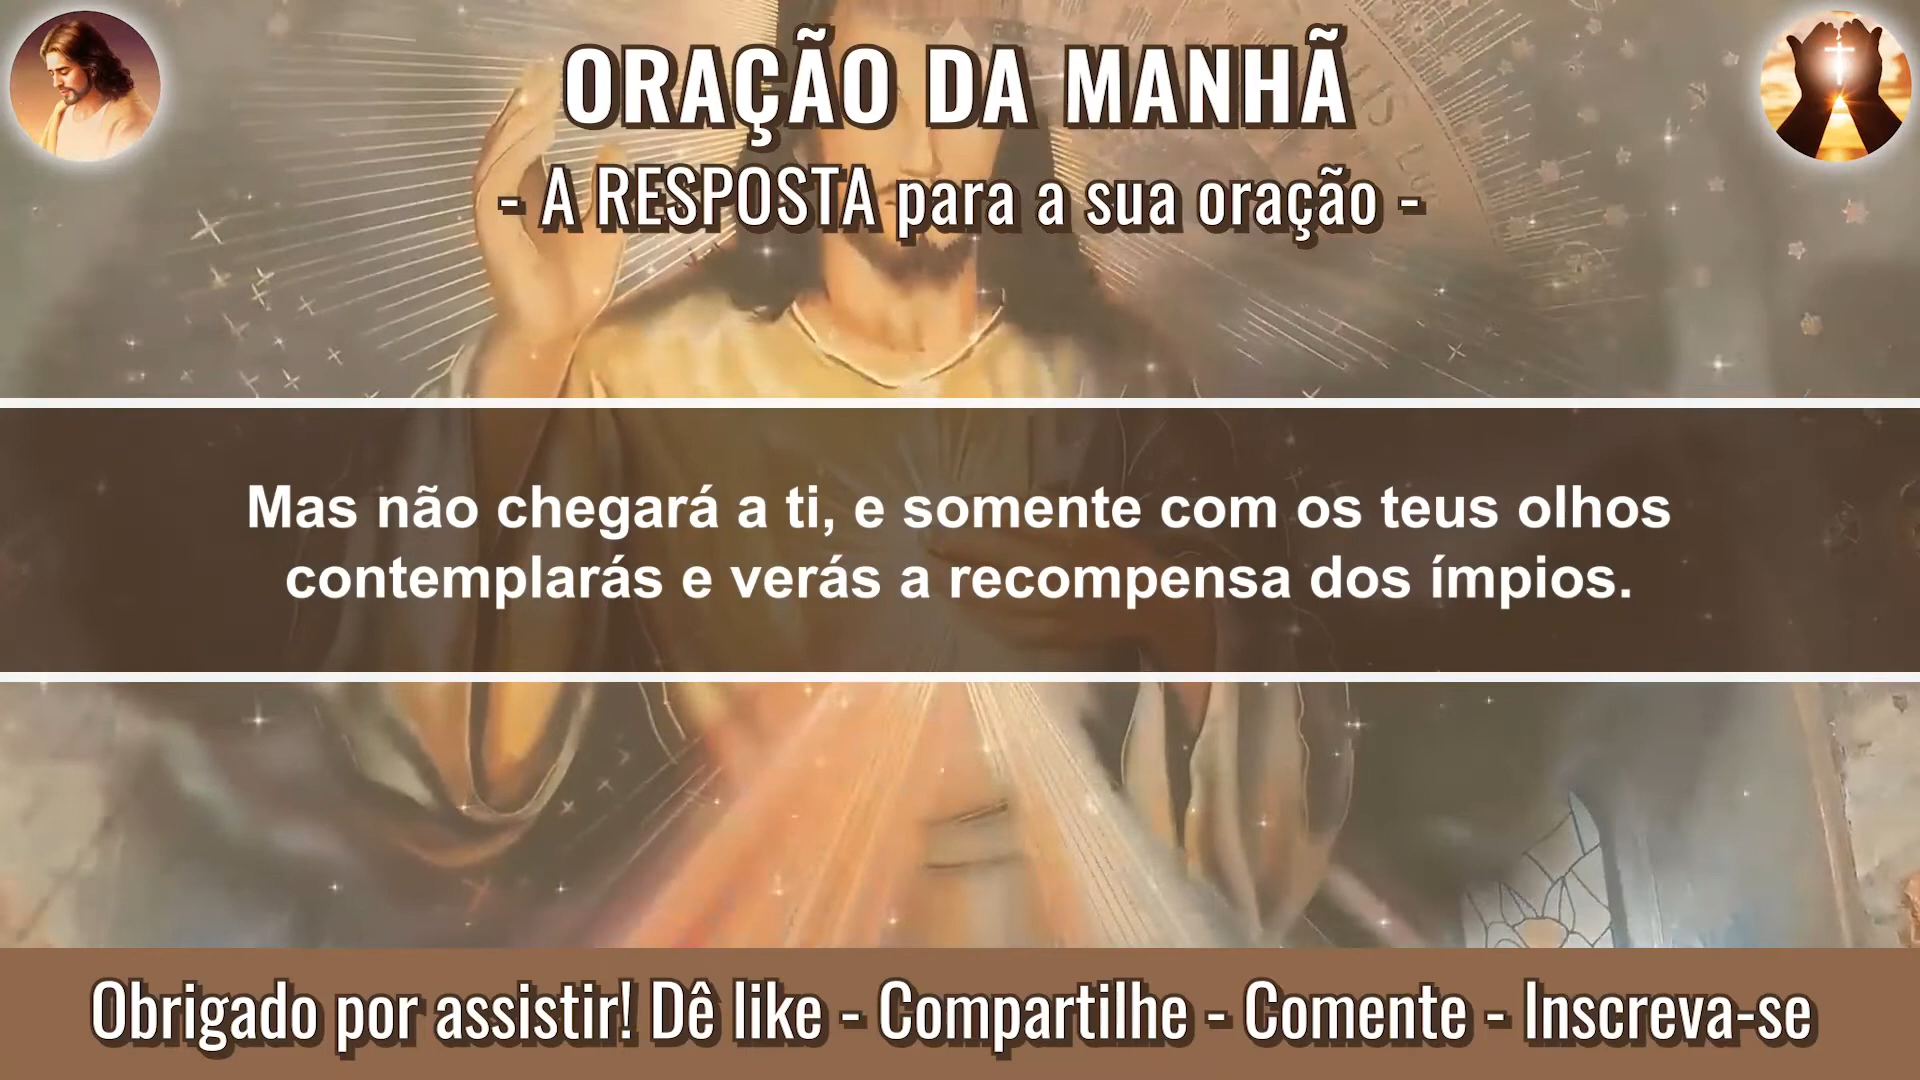 ORAÇÃO DA MANHÃ
- A RESPOSTA para a sua oração -
Mas não chegará a ti, e somente com os teus olhos
contemplarás e verás a recompensa dos ímpios.
Obrigado por assistir! Dê like - Compartilhe - Comente - Inscreva-se